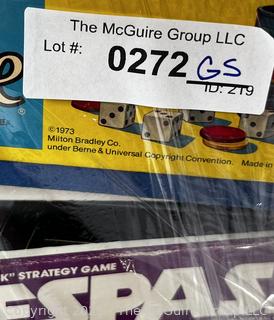 The McGuire Group LLC
Lot #: 0272 GS
ID: 219
©1973
Milton Bradley Co.
under Berne & Universal Copyright Convention. Made in
K" STRATEGY GAME
ESPAS